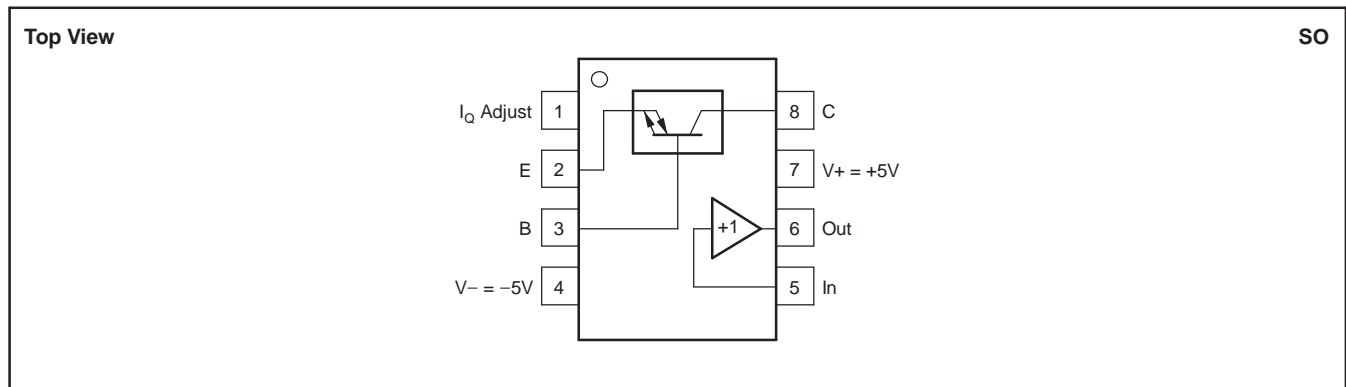 Top View
SO
I_Q Adjust 1
8 C
E 2
7 V+ = +5V
B 3
+1
6 Out
V− = −5V 4
5 In